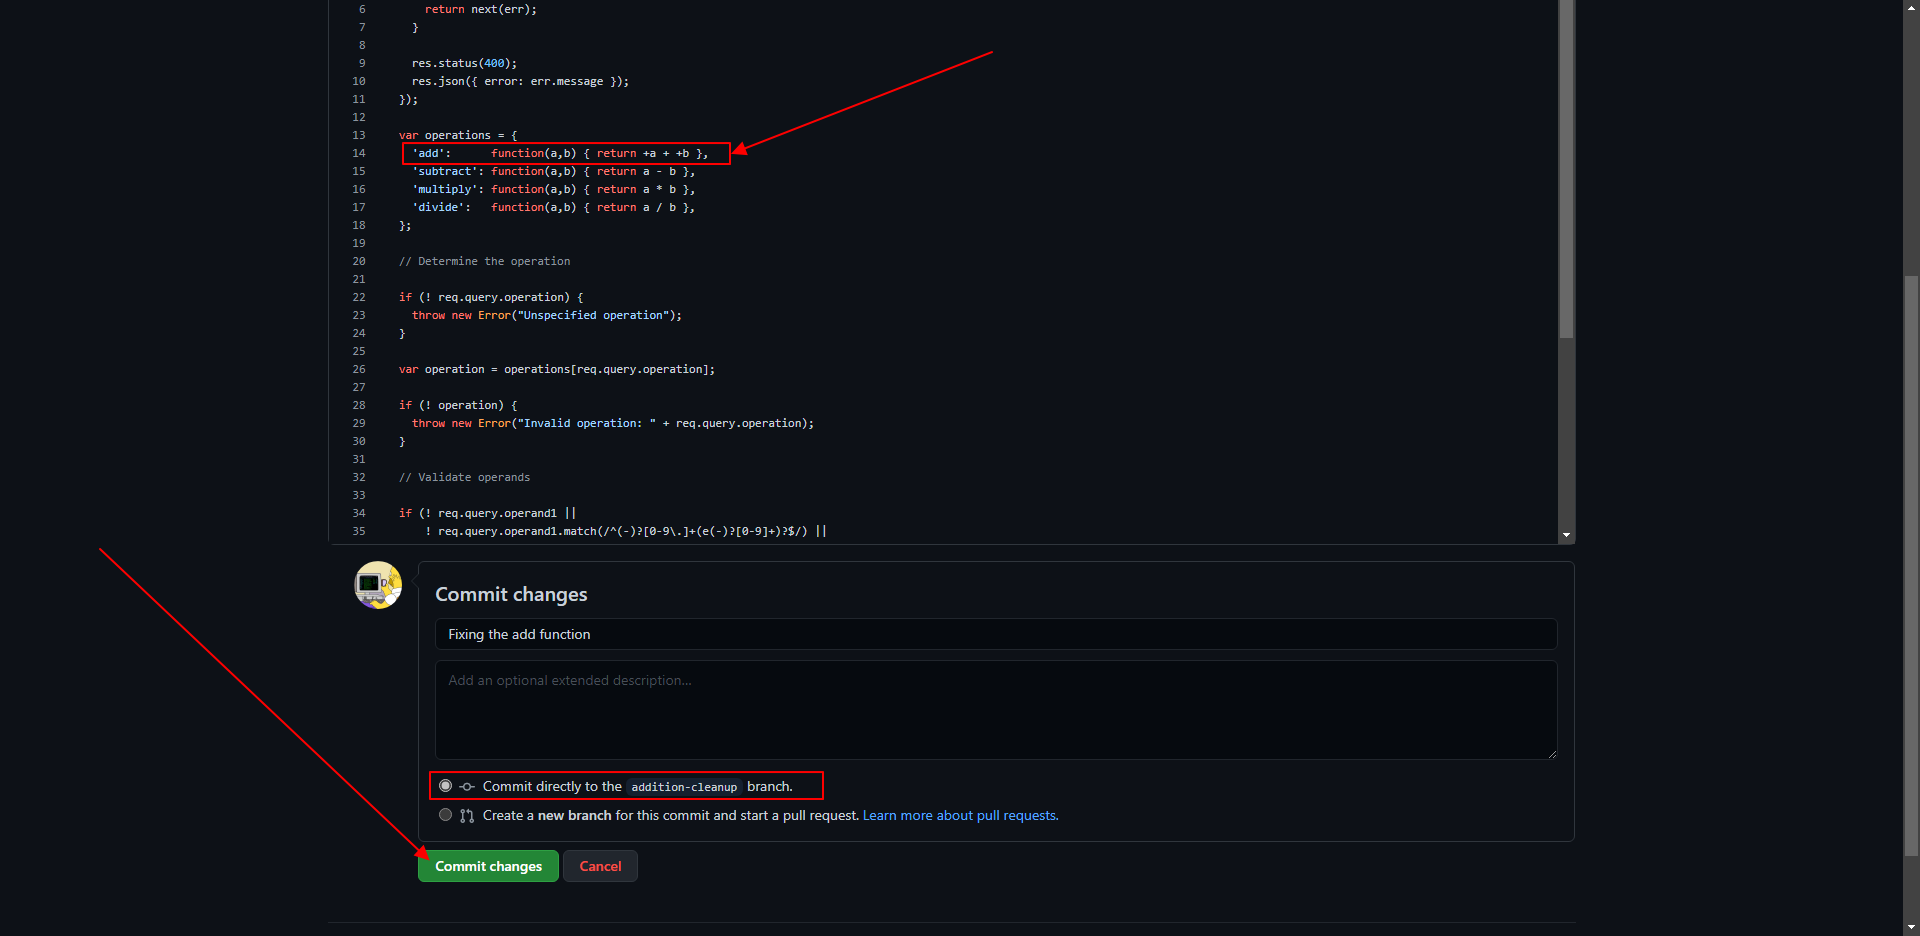 6 return next(err);
7 }
8
9 res.status(400);
10 res.json({ error: err.message });
11 });
12
13 var operations = {
14 'add': function(a,b) { return +a + +b },
15 'subtract': function(a,b) { return a - b },
16 'multiply': function(a,b) { return a * b },
17 'divide': function(a,b) { return a / b },
18 };
19
20 // Determine the operation
21
22 if (! req.query.operation) {
23 throw new Error("Unspecified operation");
24 }
25
26 var operation = operations[req.query.operation];
27
28 if (! operation) {
29 throw new Error("Invalid operation: " + req.query.operation);
30 }
31
32 // Validate operands
33
34 if (! req.query.operand1 ||
35 ! req.query.operand1.match(/^(-)?[0-9\.]+(e(-)?[0-9]+)?$/) ||
Commit changes
Fixing the add function
Add an optional extended description...
Commit directly to the addition-cleanup branch.
Create a new branch for this commit and start a pull request. Learn more about pull requests.
Commit changes Cancel